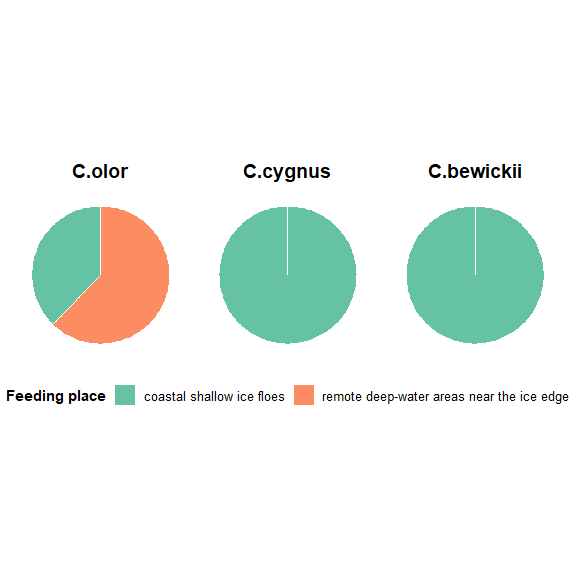 C.olor C.cygnus C.bewickii
Feeding place coastal shallow ice floes remote deep-water areas near the ice edge